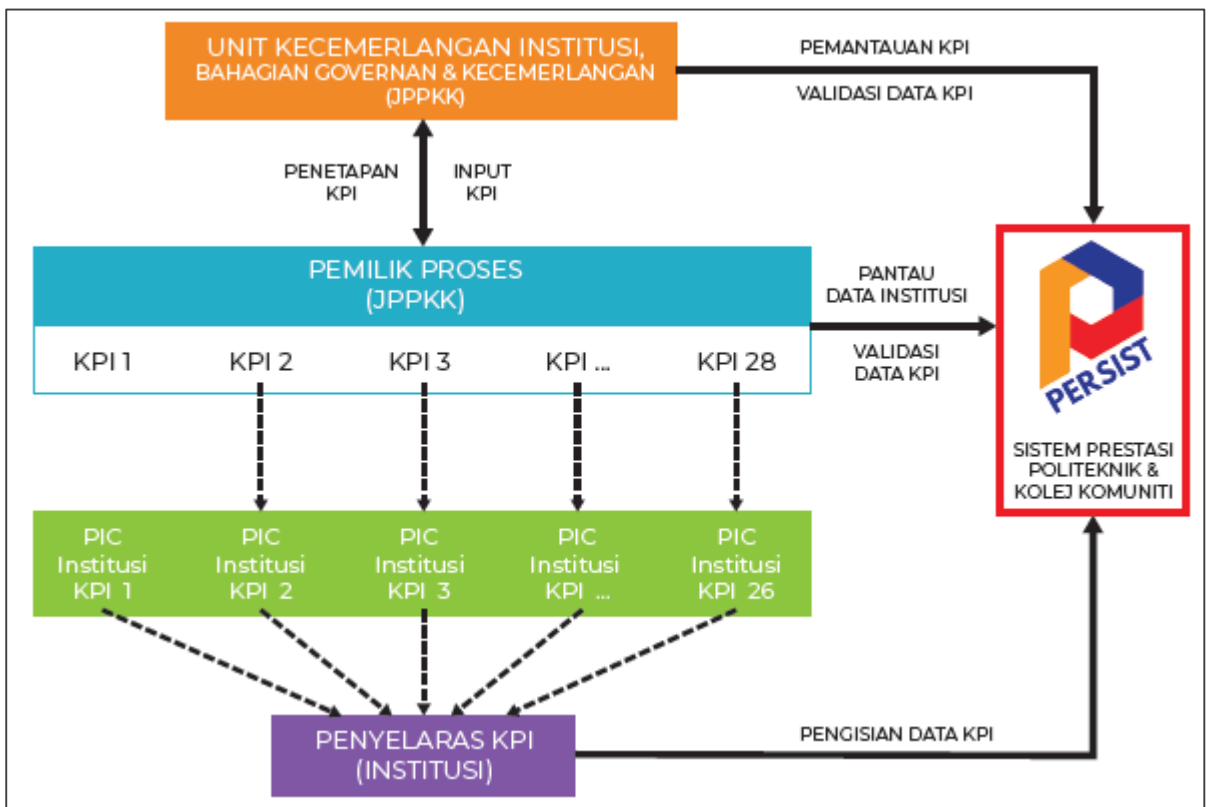 UNIT KECEMERLANGAN INSTITUSI,
BAHAGIAN GOVERNAN & KECEMERLANGAN
(JPPKK)
PEMANTAUAN KPI
VALIDASI DATA KPI
PENETAPAN
KPI
INPUT
KPI
PEMILIK PROSES
(JPPKK)
KPI 1
KPI 2
KPI 3
KPI ...
KPI 28
PANTAU
DATA INSTITUSI
VALIDASI
DATA KPI
PERSIST
SISTEM PRESTASI
POLITEKNIK &
KOLEJ KOMUNITI
PIC
Institusi
KPI 1
PIC
Institusi
KPI 2
PIC
Institusi
KPI 3
PIC
Institusi
KPI ...
PIC
Institusi
KPI 26
PENYELARAS KPI
(INSTITUSI)
PENGISIAN DATA KPI